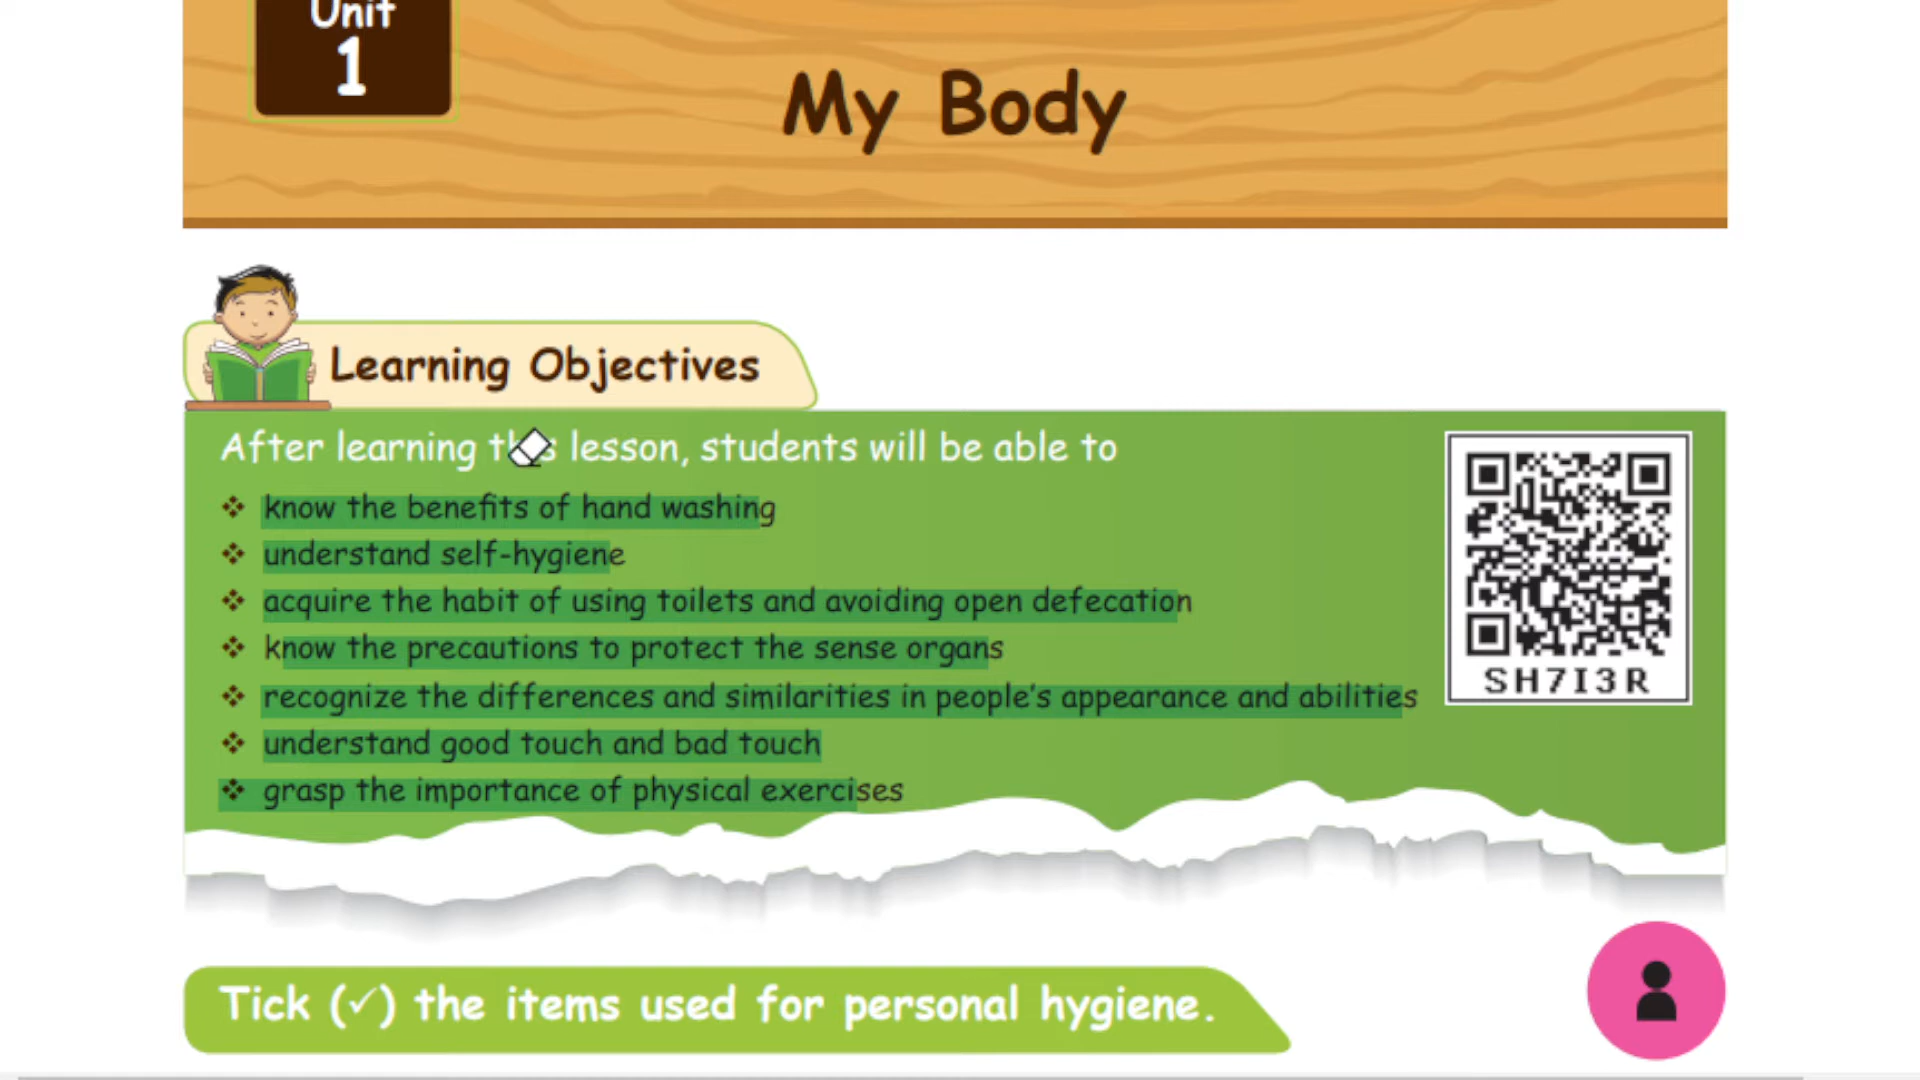 Unit
1
My Body
Learning Objectives
After learning this lesson, students will be able to
❖ know the benefits of hand washing
❖ understand self-hygiene
❖ acquire the habit of using toilets and avoiding open defecation
❖ know the precautions to protect the sense organs
❖ recognize the differences and similarities in people's appearance and abilities
❖ understand good touch and bad touch
❖ grasp the importance of physical exercises
SH7I3R
Tick (✓) the items used for personal hygiene.